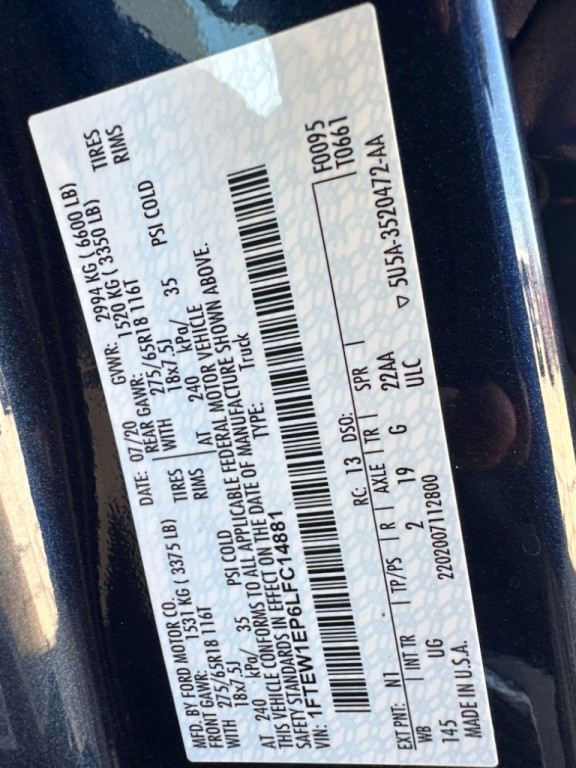 MFD. BY FORD MOTOR CO.
DATE: 07/20 GVWR: 2994 KG ( 6600 LB)
FRONT GAWR: 1531 KG ( 3375 LB) REAR GAWR: 1520 KG ( 3350 LB)
WITH 275/65R18 116T TIRES WITH 275/65R18 116T TIRES
18x7.5J RIMS 18x7.5J RIMS
AT 240 kPa/ 35 PSI COLD AT 240 kPa/ 35 PSI COLD
THIS VEHICLE CONFORMS TO ALL APPLICABLE FEDERAL MOTOR VEHICLE
SAFETY STANDARDS IN EFFECT ON THE DATE OF MANUFACTURE SHOWN ABOVE.
VIN: 1FTEW1EP6LFC14881 TYPE: Truck
F0095
T0661
EXT PNT: N1 RC: 13 DSO:
WB INT TR TP/PS R AXLE TR SPR
145 UG 2 19 G 22AA
ULC ▽ 5U5A-3520472-AA
MADE IN U.S.A. 2202007112800